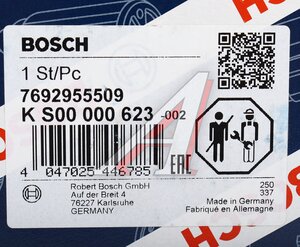 BOSCH
1 St/Pc
7692955509
K S00 000 623 -002
4 047025 446785
EAC
BOSCH
Robert Bosch GmbH
Auf der Breit 4
76227 Karlsruhe
GERMANY
250
337
Made in Germany
Fabriqué en Allemagne